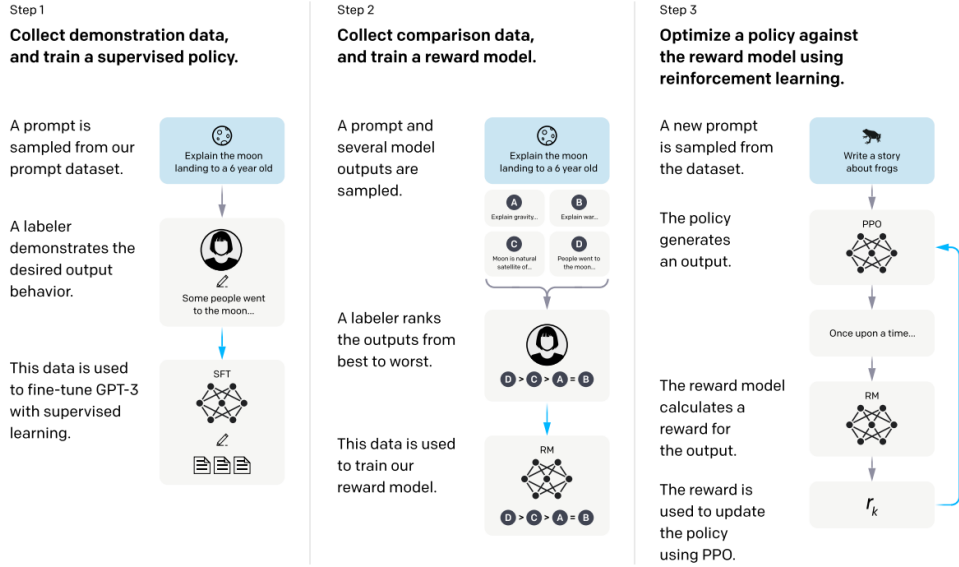 Step 1
Collect demonstration data,
and train a supervised policy.
A prompt is
sampled from our
prompt dataset.
Explain the moon
landing to a 6 year old
A labeler
demonstrates the
desired output
behavior.
Some people went
to the moon...
This data is used
to fine-tune GPT-3
with supervised
learning.
SFT
Step 2
Collect comparison data,
and train a reward model.
A prompt and
several model
outputs are
sampled.
Explain the moon
landing to a 6 year old
A
Explain gravity...
B
Explain war...
C
Moon is natural
satellite of...
D
People went to
the moon...
A labeler ranks
the outputs from
best to worst.
D > C > A = B
This data is used
to train our
reward model.
RM
D > C > A = B
Step 3
Optimize a policy against
the reward model using
reinforcement learning.
A new prompt
is sampled from
the dataset.
Write a story
about frogs
The policy
generates
an output.
PPO
Once upon a time...
The reward model
calculates a
reward for
the output.
RM
The reward is
used to update
the policy
using PPO.
rₖ